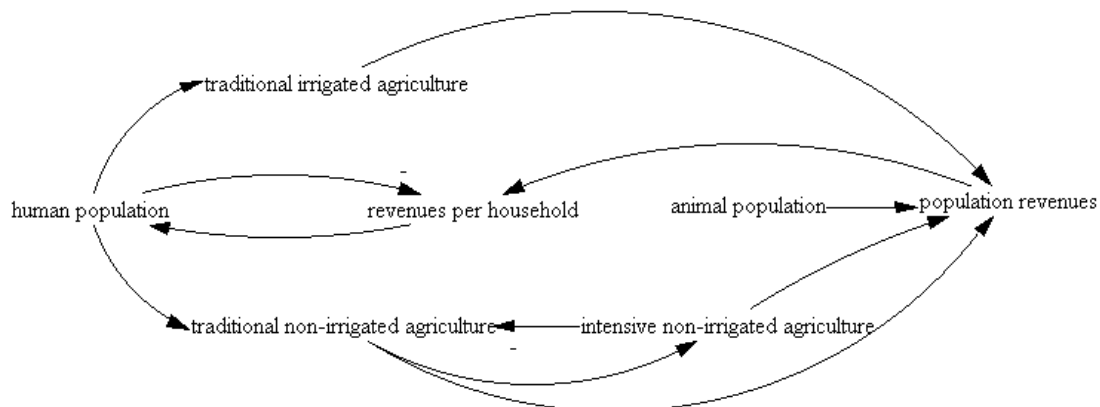 traditional irrigated agriculture
-
human population
revenues per household
animal population
population revenues
traditional non-irrigated agriculture
intensive non-irrigated agriculture
-